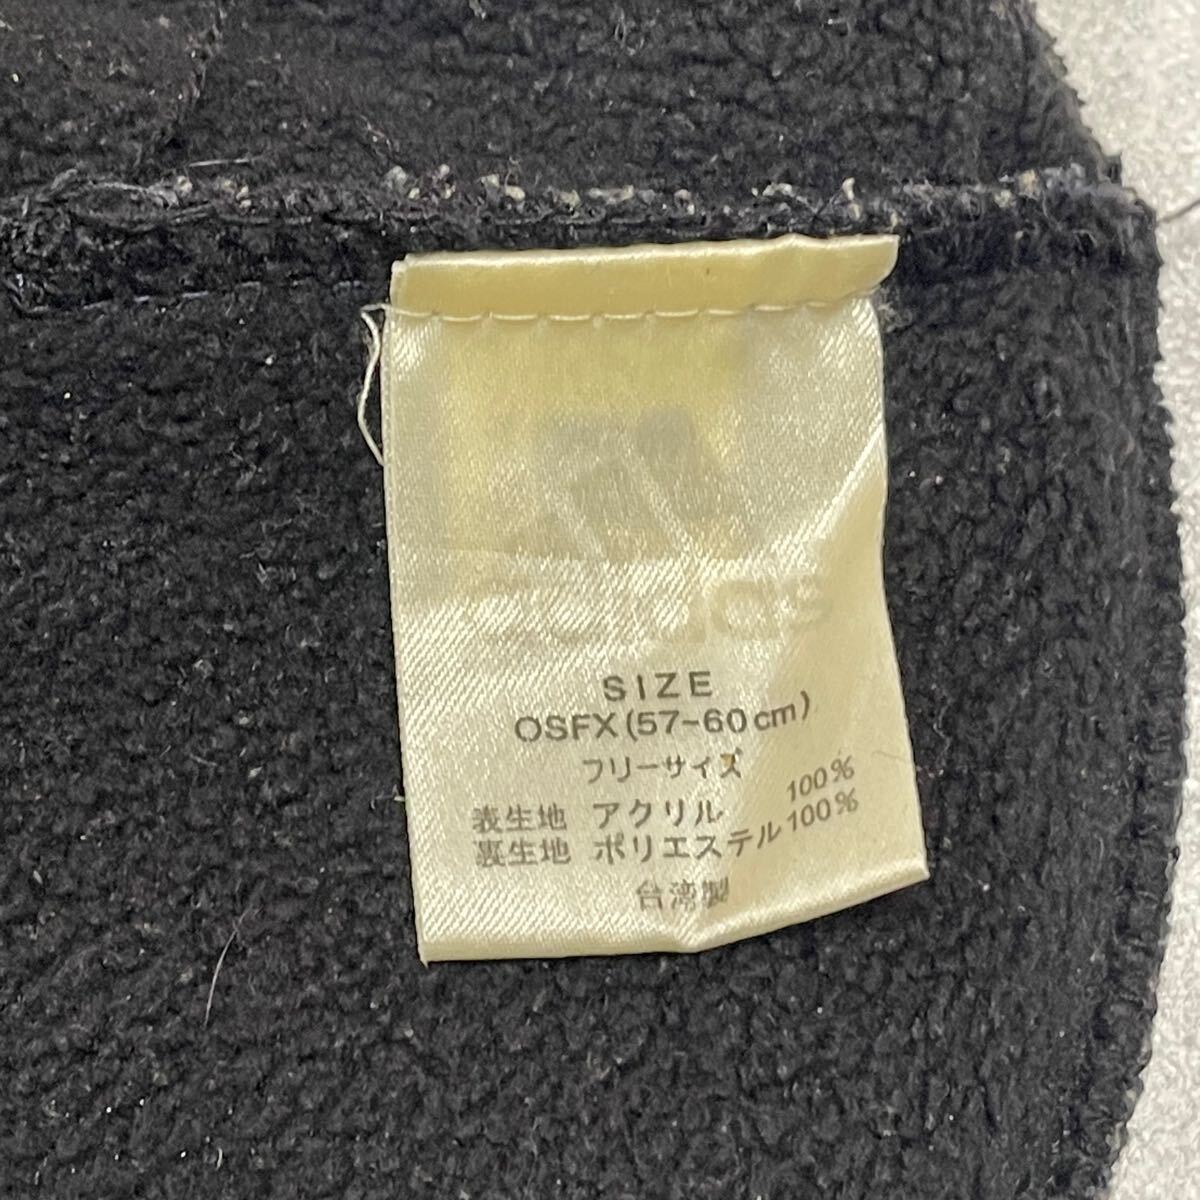 adidas
SIZE
OSFX(57-60cm)
フリーサイズ
表生地 アクリル 100%
裏生地 ポリエステル 100%
台湾製